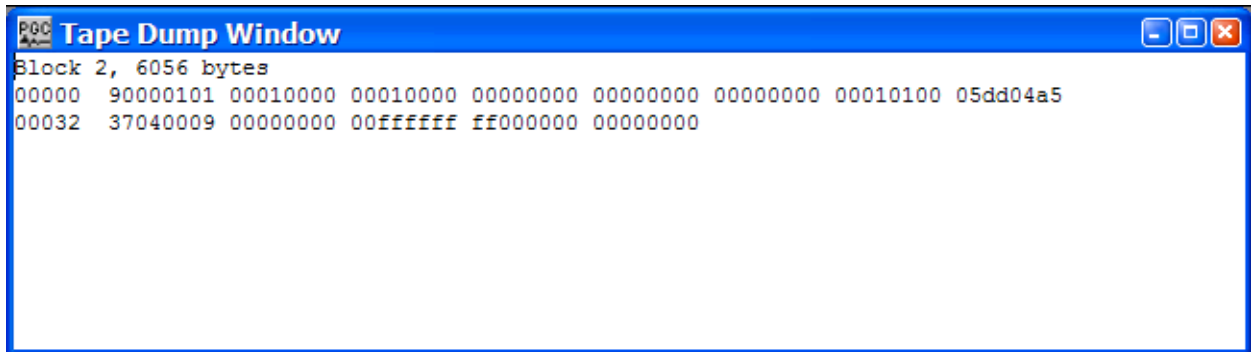 PGC Tape Dump Window
Block 2, 6056 bytes
00000 90000101 00010000 00010000 00000000 00000000 00000000 00010100 05dd04a5
00032 37040009 00000000 00ffffff ff000000 00000000